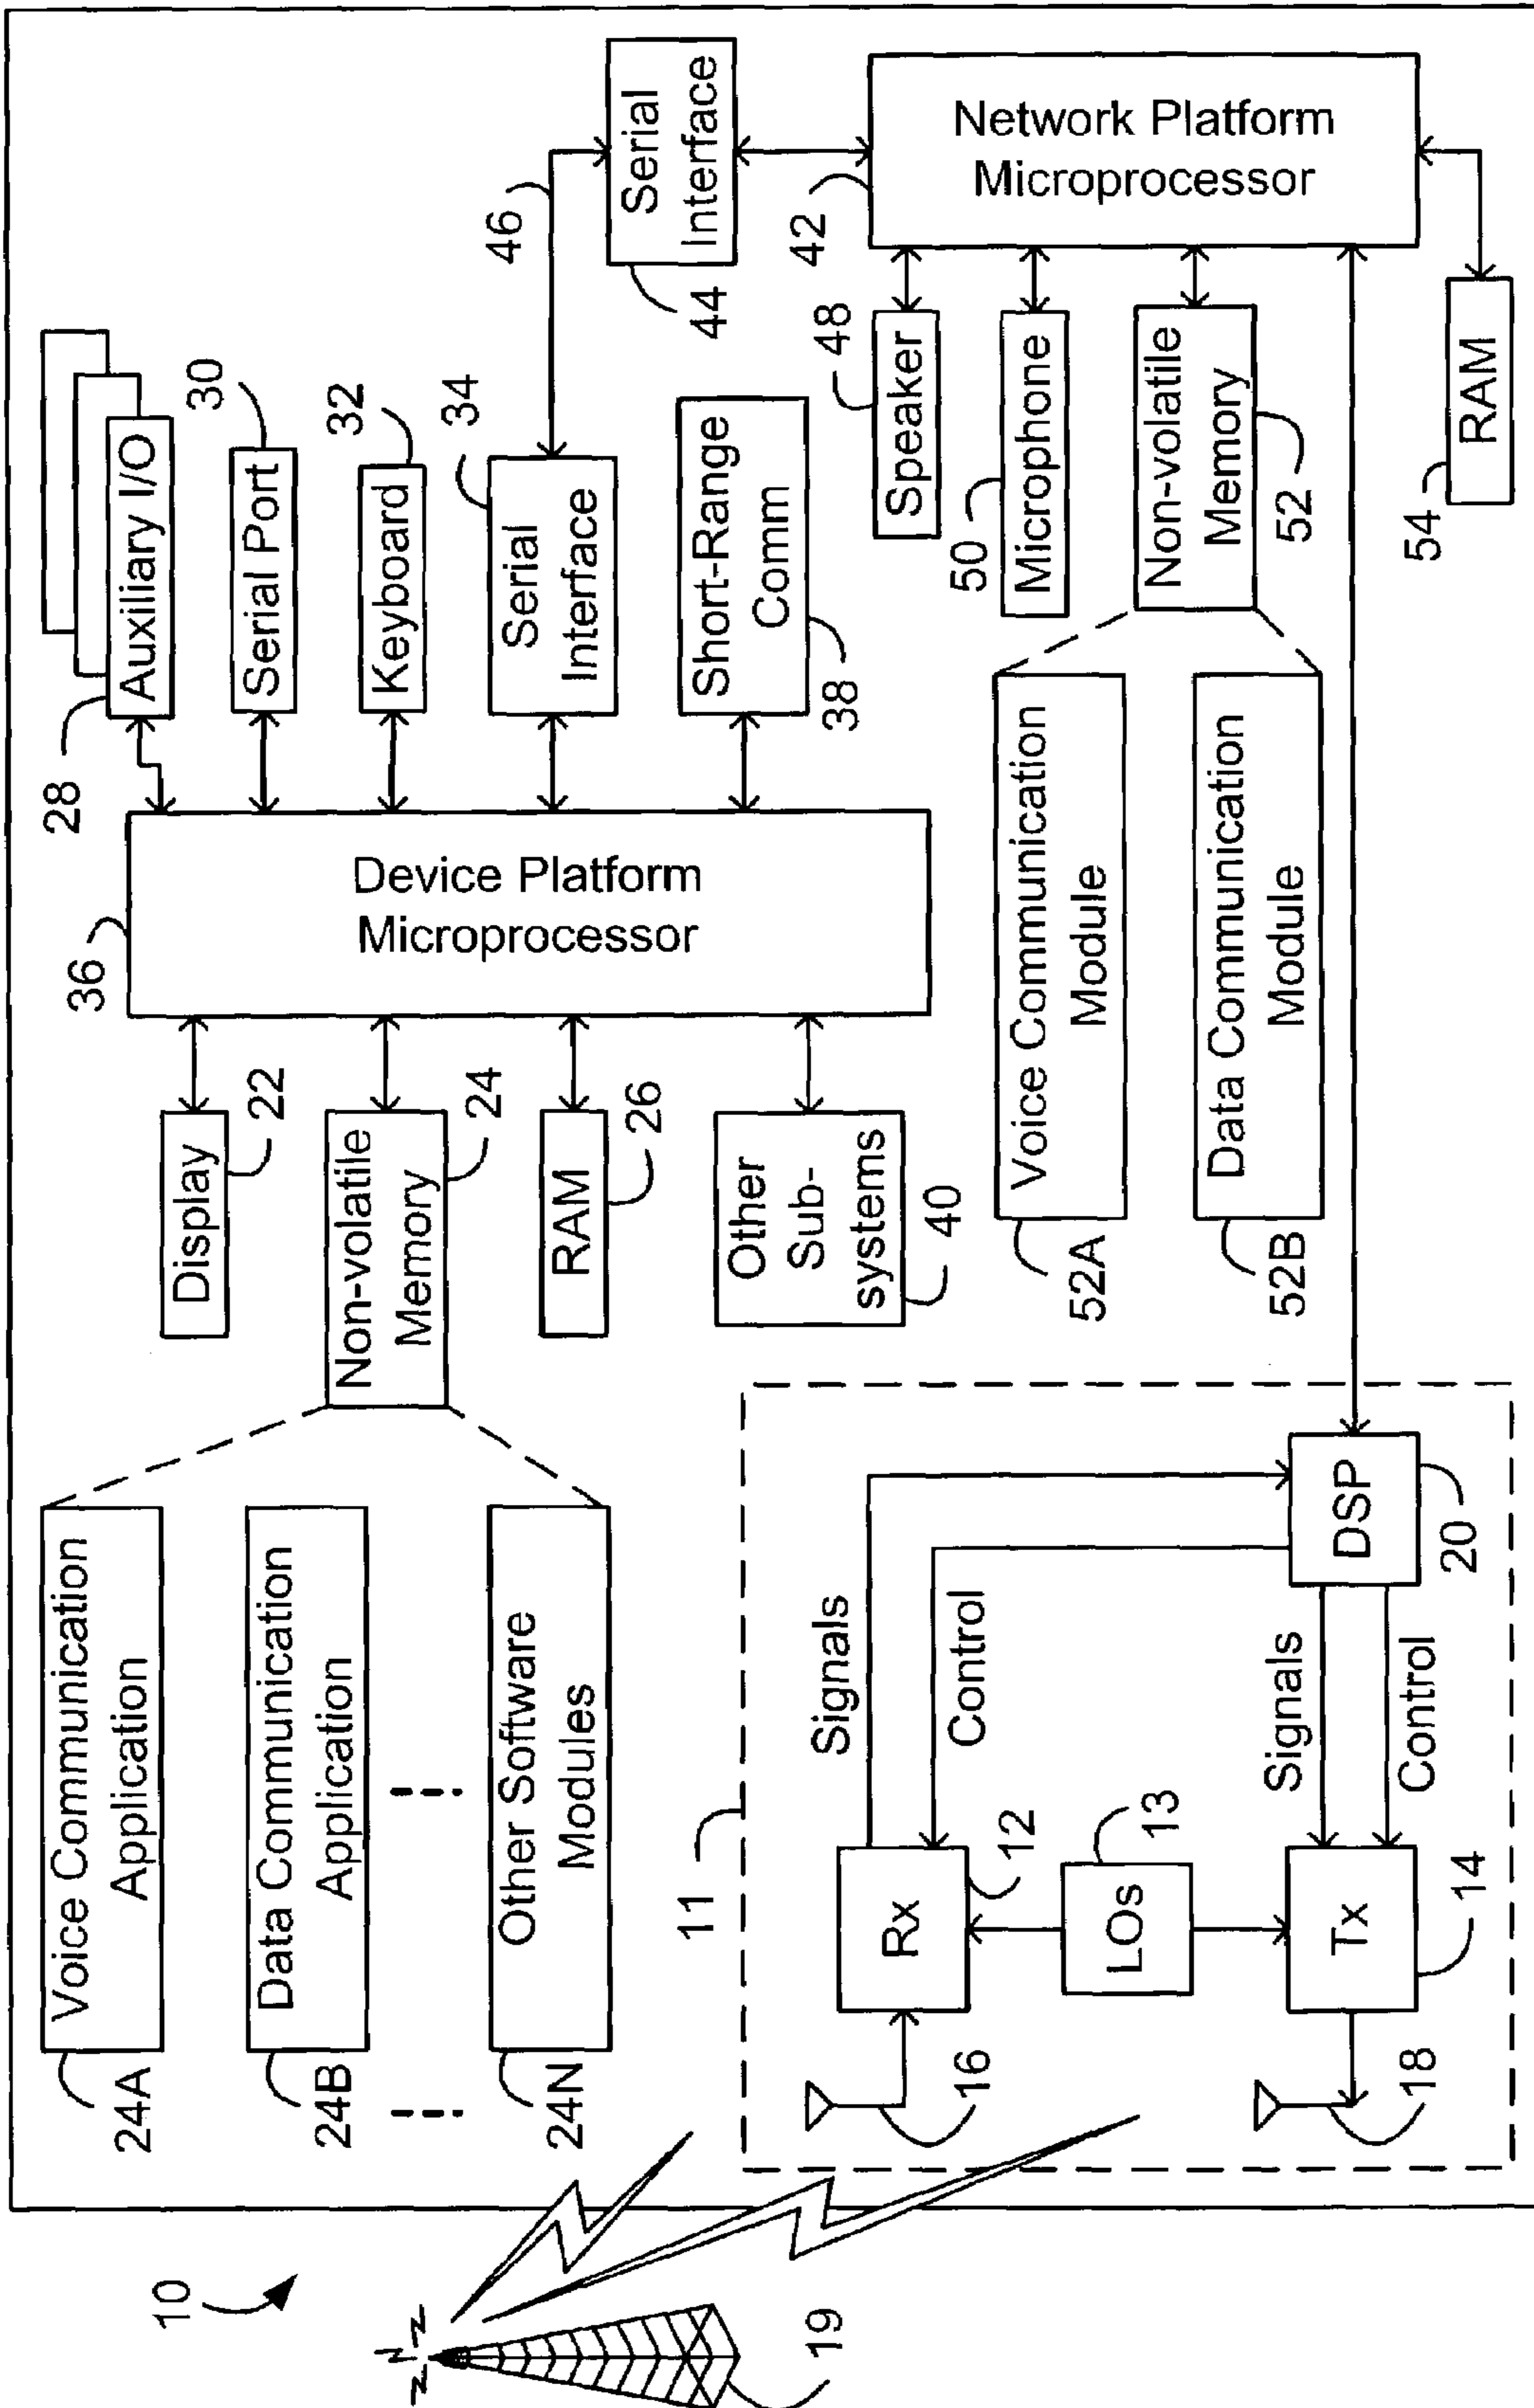 Voice Communication
Application
24A
Data Communication
Application
24B
Other Software
Modules
24N
Display
22
Non-volatile
Memory
24
RAM
26
Other
Sub-
systems
40
36
Device Platform
Microprocessor
28
Auxiliary I/O
Serial Port
30
Keyboard
32
Serial
Interface
34
Short-Range
Comm
38
46
Serial
Interface
44
42
Network Platform
Microprocessor
Speaker
48
Microphone
50
Non-volatile
Memory
52
RAM
54
Voice Communication
Module
52A
Data Communication
Module
52B
10
19
11
Signals
Control
Rx
12
LOs
13
Tx
14
16
18
Signals
Control
DSP
20